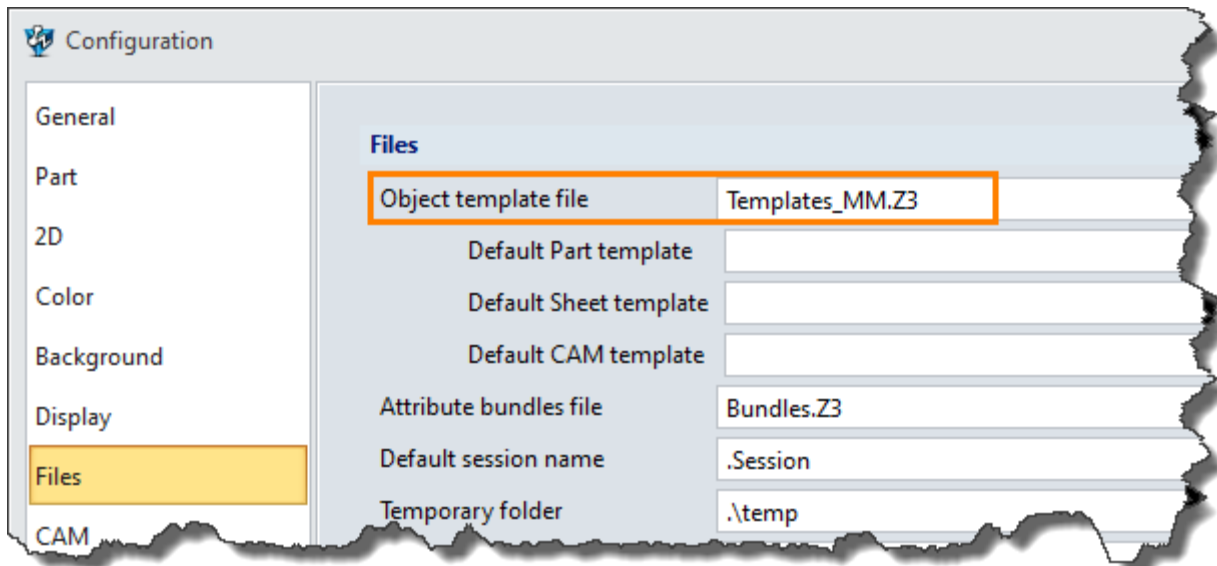 Configuration
General
Part
2D
Color
Background
Display
Files
CAM
Files
Object template file Templates_MM.Z3
Default Part template
Default Sheet template
Default CAM template
Attribute bundles file Bundles.Z3
Default session name .Session
Temporary folder .\temp